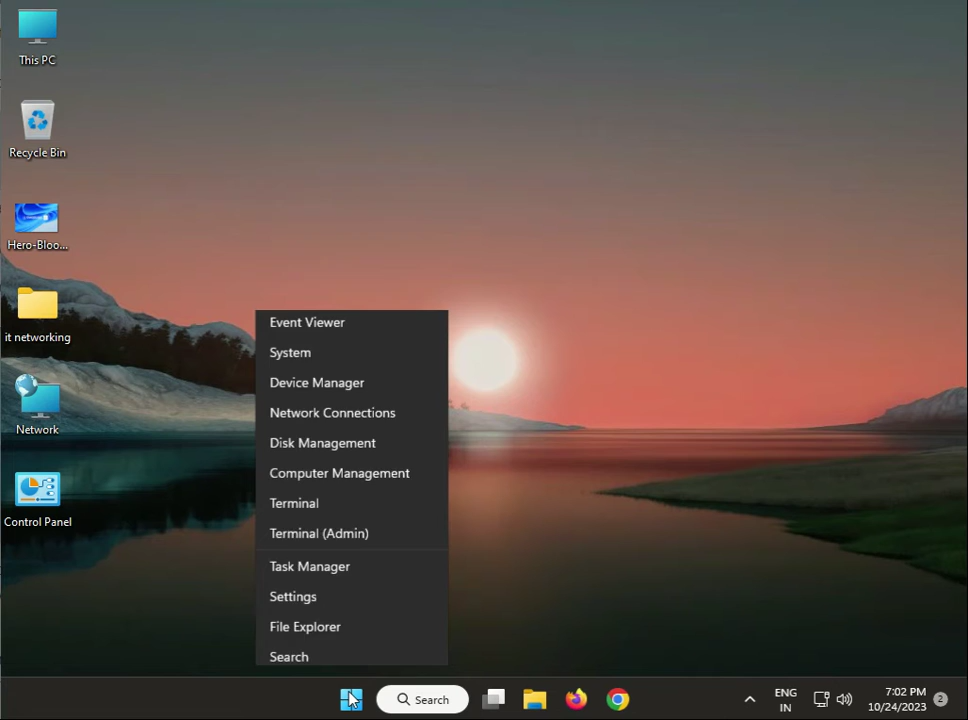 This PC
Recycle Bin
Hero-Bloo...
it networking
Network
Control Panel
Event Viewer
System
Device Manager
Network Connections
Disk Management
Computer Management
Terminal
Terminal (Admin)
Task Manager
Settings
File Explorer
Search
Search
ENG
IN
7:02 PM
10/24/2023
2